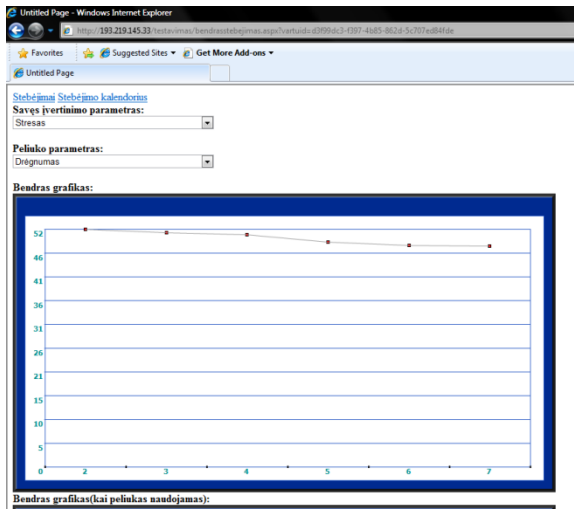 Untitled Page - Windows Internet Explorer
http://193.219.145.33/testavimas/bendrasstebejimas.aspx?vartuid=d3f99dc3-f397-4b85-862d-5c707ed84fde
Favorites Suggested Sites Get More Add-ons
Untitled Page
Stebėjimai Stebėjimo kalendorius
Savęs įvertinimo parametras:
Stresas
Peliuko parametras:
Drėgnumas
Bendras grafikas:
52
46
41
36
31
26
21
15
10
5
0 2 3 4 5 6 7
Bendras grafikas(kai peliukas naudojamas):